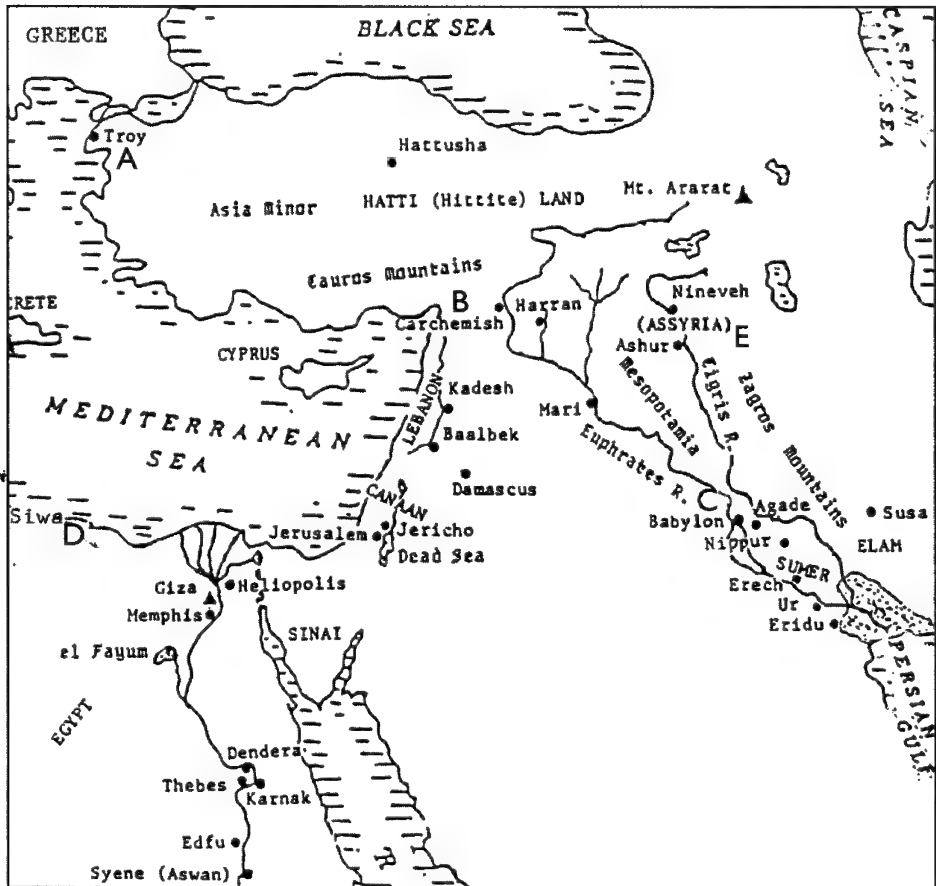 GREECE
BLACK SEA
CASPIAN SEA
Troy
A
Hattusha
Asia Minor
HATTI (Hittite) LAND
Mt. Ararat
Tauros Mountains
CRETE
B
Carchemish
Harran
Nineveh
(ASSYRIA)
E
Ashur
CYPRUS
LEBANON
Kadesh
Mari
Mesopotamia
Tigris R.
Zagros Mountains
MEDITERRANEAN
SEA
Baalbek
Euphrates R.
Damascus
CANAAN
C
Agade
Babylon
Susa
Siwa
D
Jerusalem
Jericho
Dead Sea
Nippur
ELAM
SUMER
Erech
Giza
Heliopolis
Memphis
Ur
Eridu
SINAI
el Fayum
PERSIAN
GULF
EGYPT
Dendera
Thebes
Karnak
Edfu
R
Syene (Aswan)